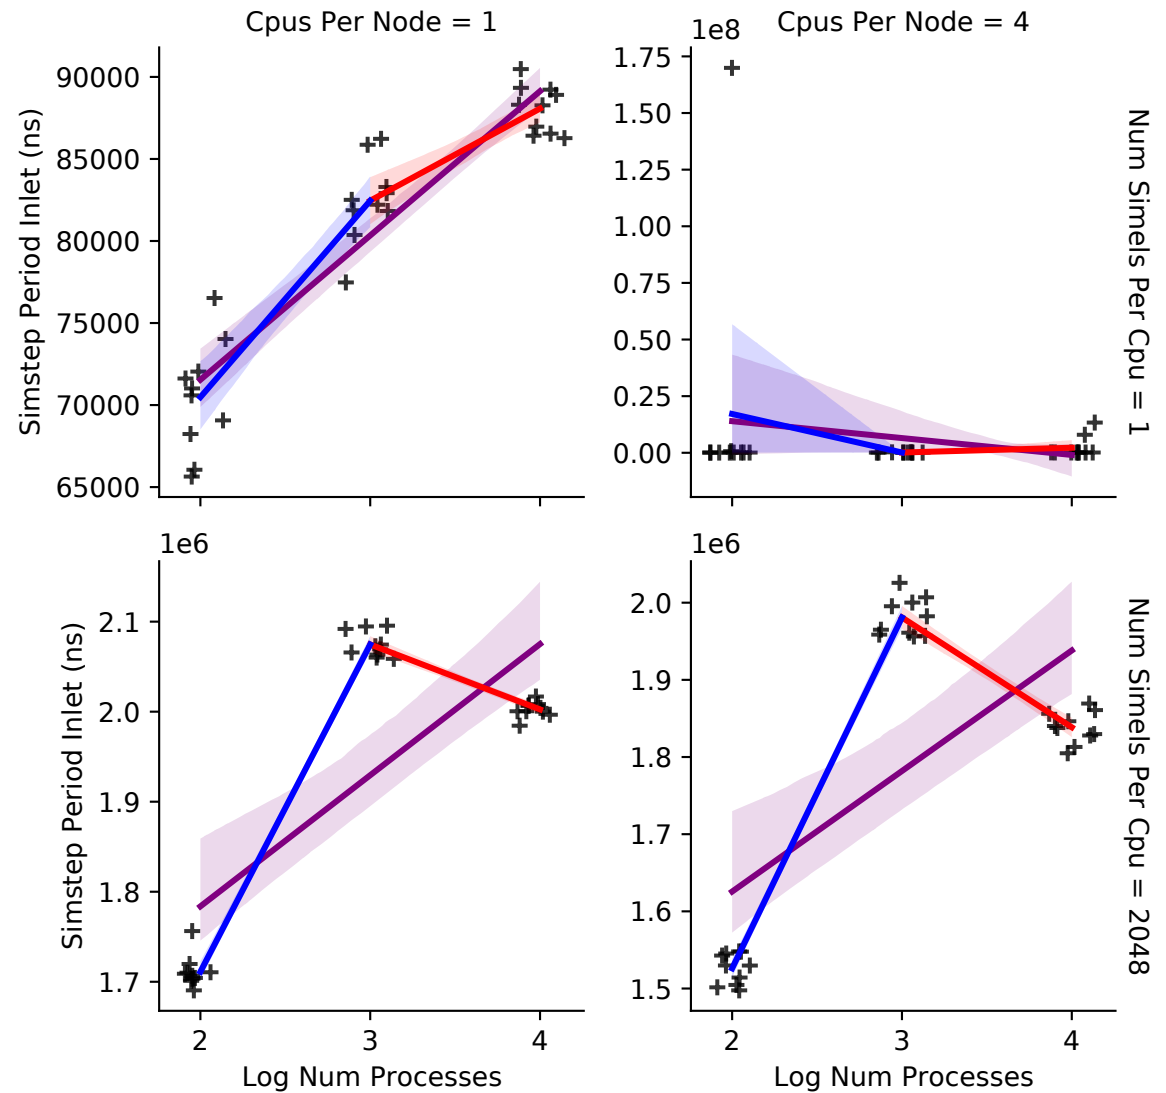 Cpus Per Node = 1
Cpus Per Node = 4
1e8
Simstep Period Inlet (ns)
90000
85000
80000
75000
70000
65000
1.75
1.50
1.25
1.00
0.75
0.50
0.25
0.00
Num Simels Per Cpu = 1
1e6
Simstep Period Inlet (ns)
2.1
2.0
1.9
1.8
1.7
2
3
4
Log Num Processes
1e6
2.0
1.9
1.8
1.7
1.6
1.5
2
3
4
Log Num Processes
Num Simels Per Cpu = 2048